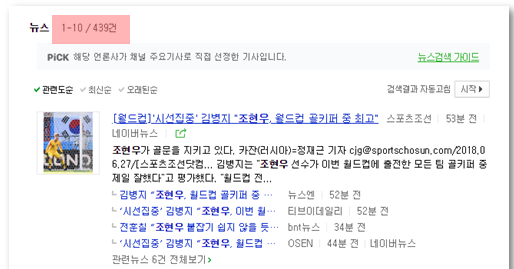 뉴스 1-10 / 439건
PiCK 해당 언론사가 채널 주요기사로 직접 선정한 기사입니다. 뉴스검색 가이드
관련도순 최신순 오래된순 검색결과 자동고침 시작
[월드컵]'시선집중' 김병지 "조현우, 월드컵 골키퍼 중 최고" 스포츠조선 53분 전
네이버뉴스
조현우가 골문을 지키고 있다. 카잔(러시아)=정재근 기자 cjg@sportschosun.com/2018.0
6.27/[스포츠조선닷컴... 김병지는 "조현우 선수가 이번 월드컵에 출전한 모든 팀 골키퍼 중
제일 잘했다"고 평가했다. "월드컵 전...
김병지 "조현우, 월드컵 골키퍼 중 ... 뉴스엔 52분 전
'시선집중' 김병지 "조현우, 이번 월... 티브이데일리 52분 전
전훈칠 "조현우 붙잡기 쉽지 않을 듯... bnt뉴스 34분 전
'시선집중' 김병지 "조현우, 월드컵 ... OSEN 44분 전 네이버뉴스
관련뉴스 6건 전체보기